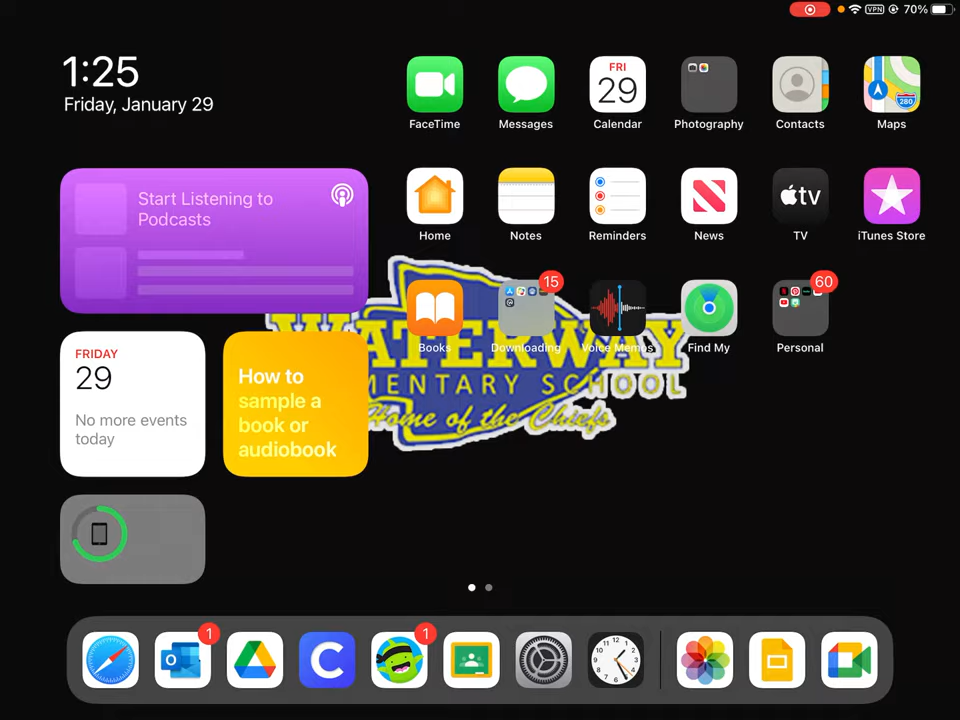 VPN 70%
1:25
Friday, January 29
FaceTime
Messages
FRI
29
Calendar
Photography
Contacts
280
Maps
Start Listening to
Podcasts
Home
Notes
Reminders
News
tv
TV
iTunes Store
Books
15
Downloading
Voice Memos
Find My
60
Personal
WATERWAY
MENTARY SCHOOL
Home of the Chiefs
FRIDAY
29
No more events
today
How to
sample a
book or
audiobook
1
1
O
C
12